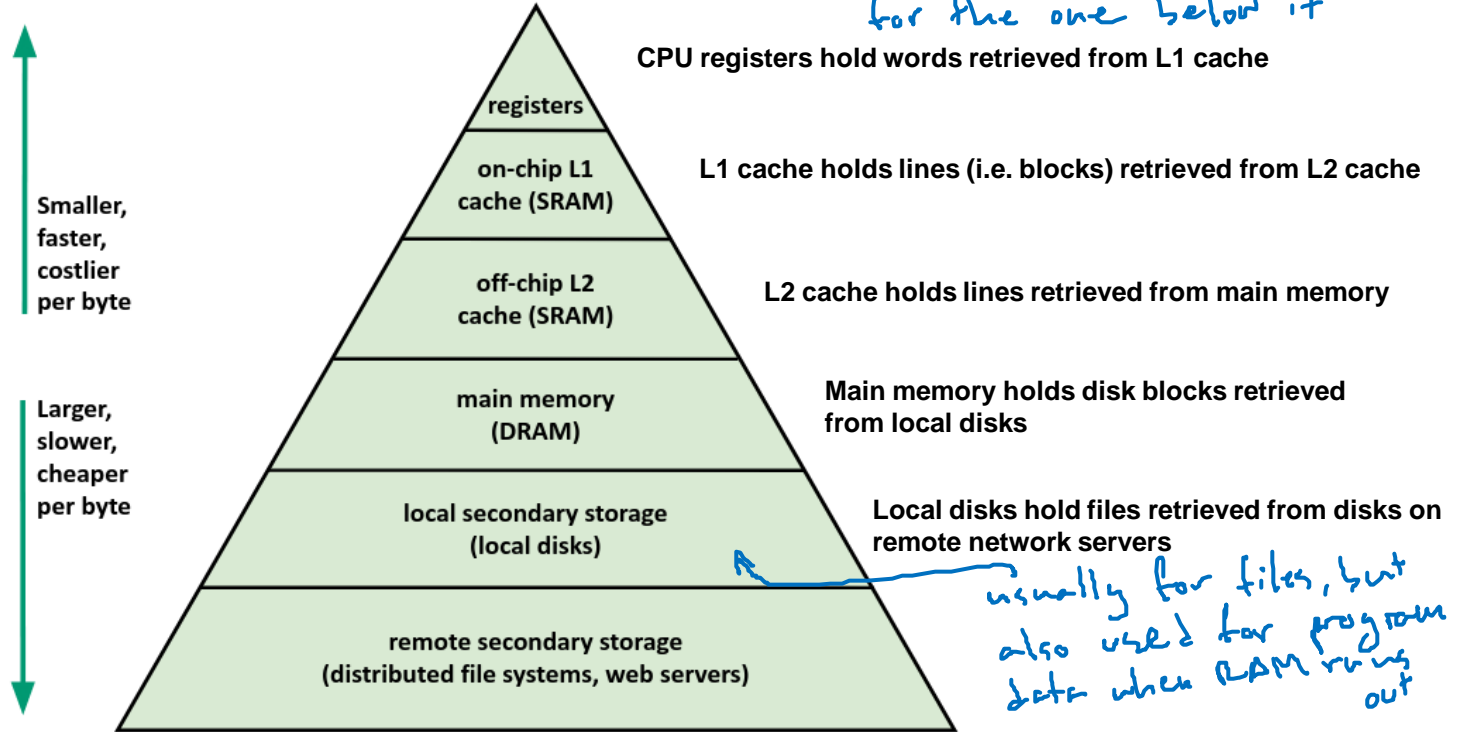 for the one below it
CPU registers hold words retrieved from L1 cache
registers
on-chip L1
cache (SRAM)
L1 cache holds lines (i.e. blocks) retrieved from L2 cache
Smaller,
faster,
costlier
per byte
off-chip L2
cache (SRAM)
L2 cache holds lines retrieved from main memory
Larger,
slower,
cheaper
per byte
main memory
(DRAM)
Main memory holds disk blocks retrieved
from local disks
local secondary storage
(local disks)
Local disks hold files retrieved from disks on
remote network servers
usually for files, but
also used for program
data when RAM runs
out
remote secondary storage
(distributed file systems, web servers)